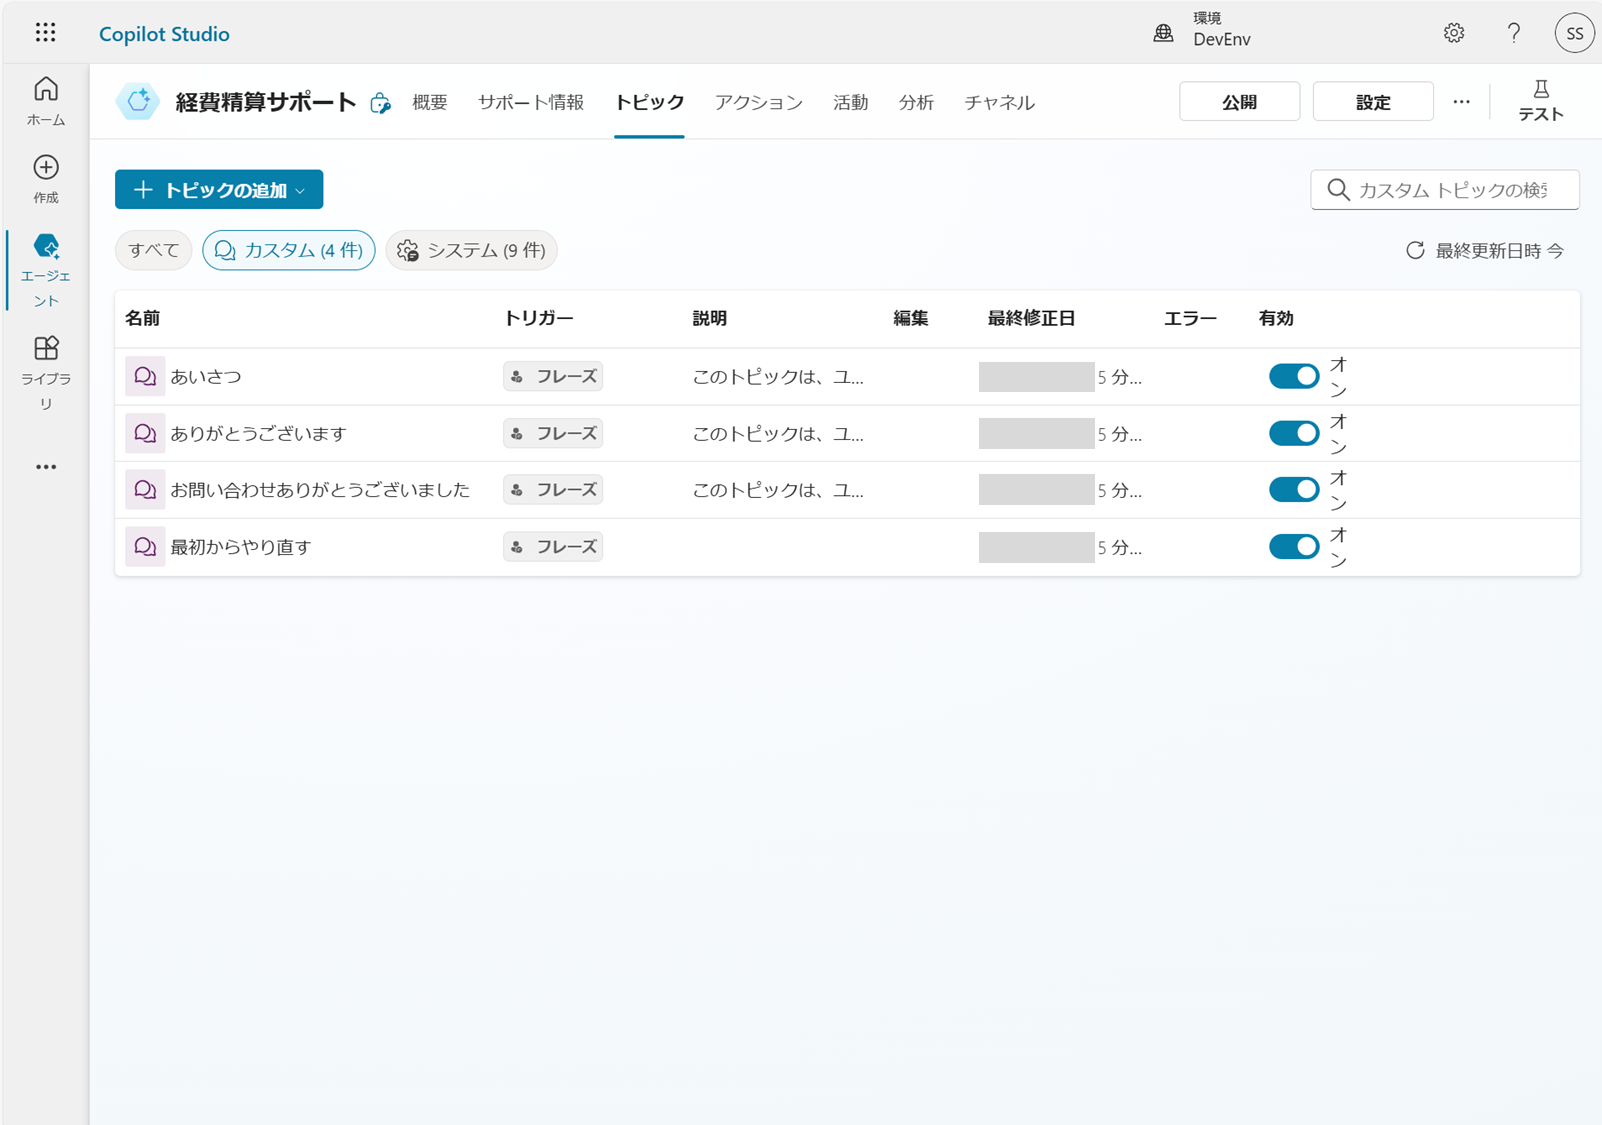 Copilot Studio
環境
DevEnv
SS
ホーム
作成
エージェ
ント
ライブラ
リ
経費精算サポート
概要
サポート情報
トピック
アクション
活動
分析
チャネル
公開
設定
テスト
トピックの追加
カスタム トピックの検索
すべて
カスタム (4 件)
システム (9 件)
最終更新日時 今
名前 トリガー 説明 編集 最終修正日 エラー 有効
あいさつ フレーズ このトピックは、ユ... 5 分... オン
ありがとうございます フレーズ このトピックは、ユ... 5 分... オン
お問い合わせありがとうございました フレーズ このトピックは、ユ... 5 分... オン
最初からやり直す フレーズ 5 分... オン